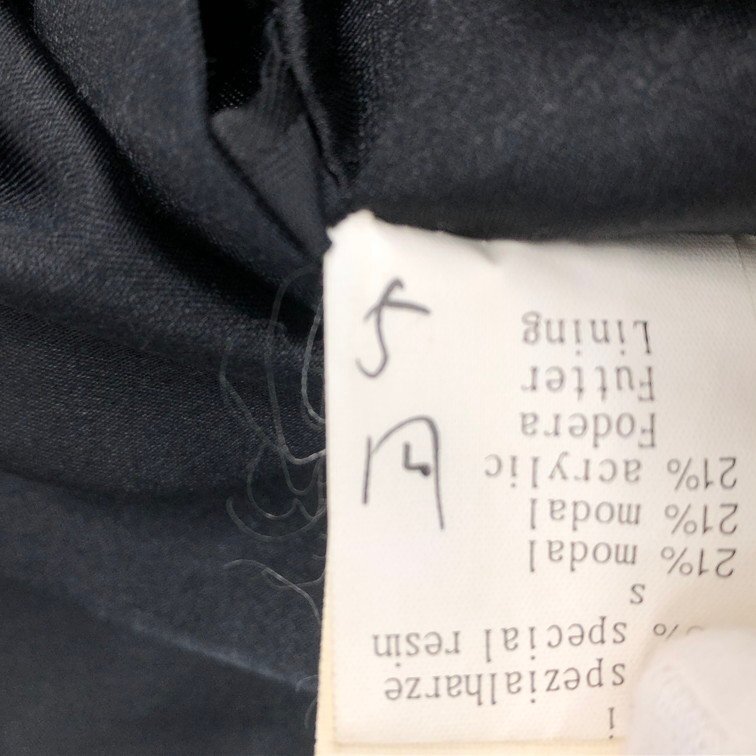 spezialharze
% special resin
s
21% modal
21% modal
21% acrylic
Fodera
Futter
Lining
5